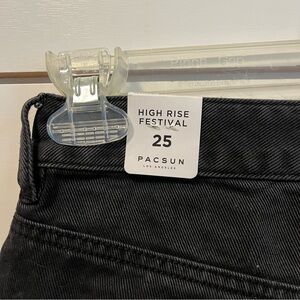 HIGH RISE
FESTIVAL
25
PACSUN
LOS ANGELES